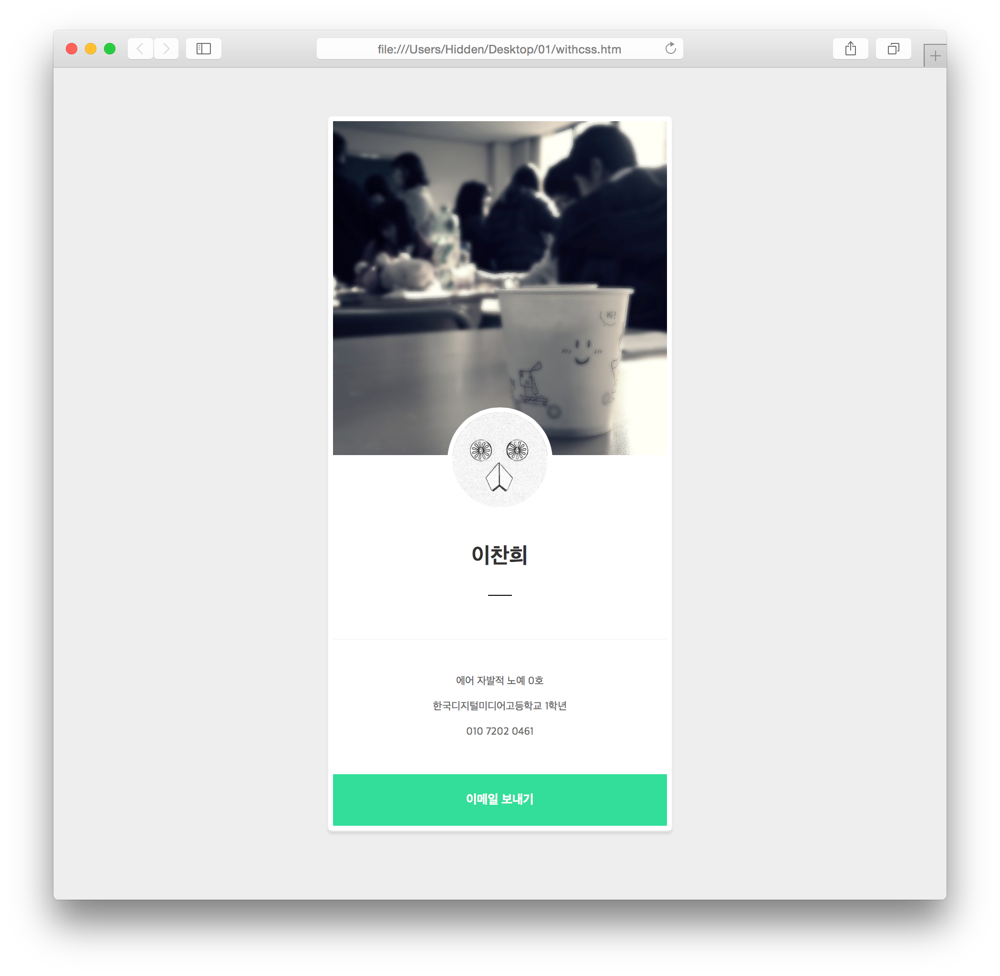 file:///Users/Hidden/Desktop/01/withcss.htm
Hi!
이찬희
에어 자발적 노예 0호
한국디지털미디어고등학교 1학년
010 7202 0461
이메일 보내기